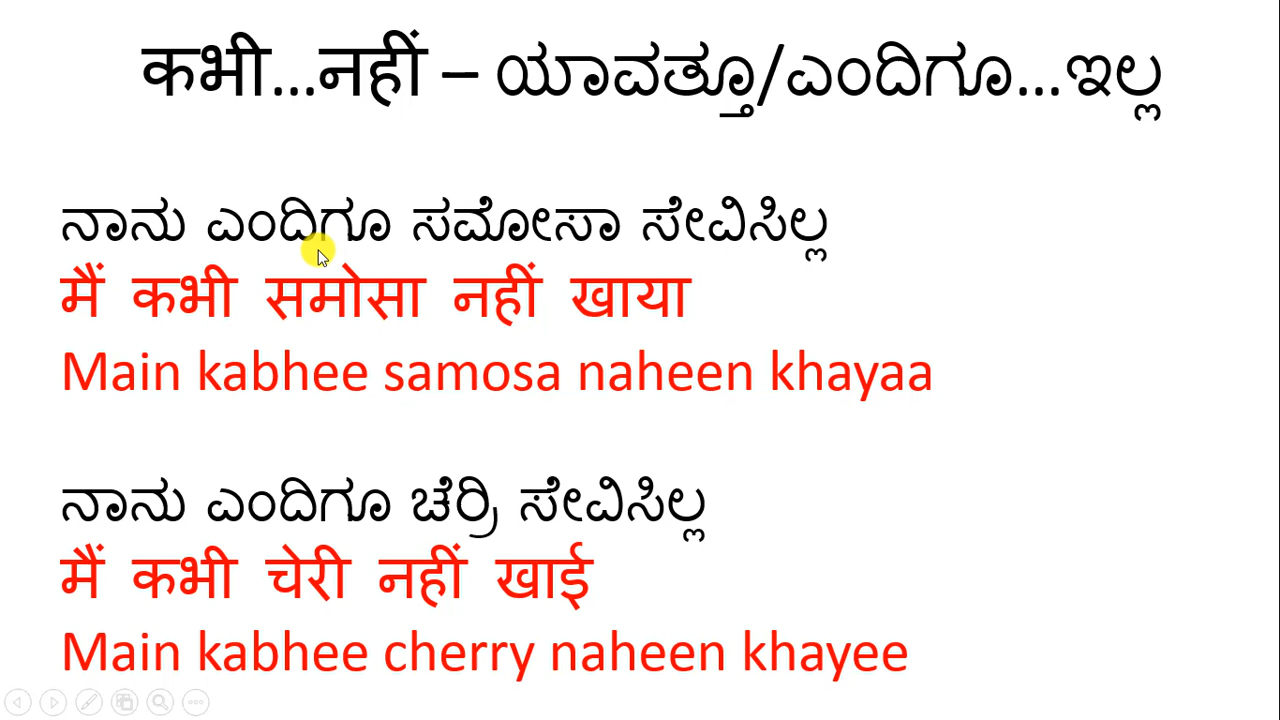 कभी...नहीं – ಯಾವತ್ತೂ/ಎಂದಿಗೂ...ಇಲ್ಲ
ನಾನು ಎಂದಿಗೂ ಸಮೋಸಾ ಸೇವಿಸಿಲ್ಲ
मैं कभी समोसा नहीं खाया
Main kabhee samosa naheen khayaa
ನಾನು ಎಂದಿಗೂ ಚೆರ‍್ರಿ ಸೇವಿಸಿಲ್ಲ
मैं कभी चेरी नहीं खाई
Main kabhee cherry naheen khayee